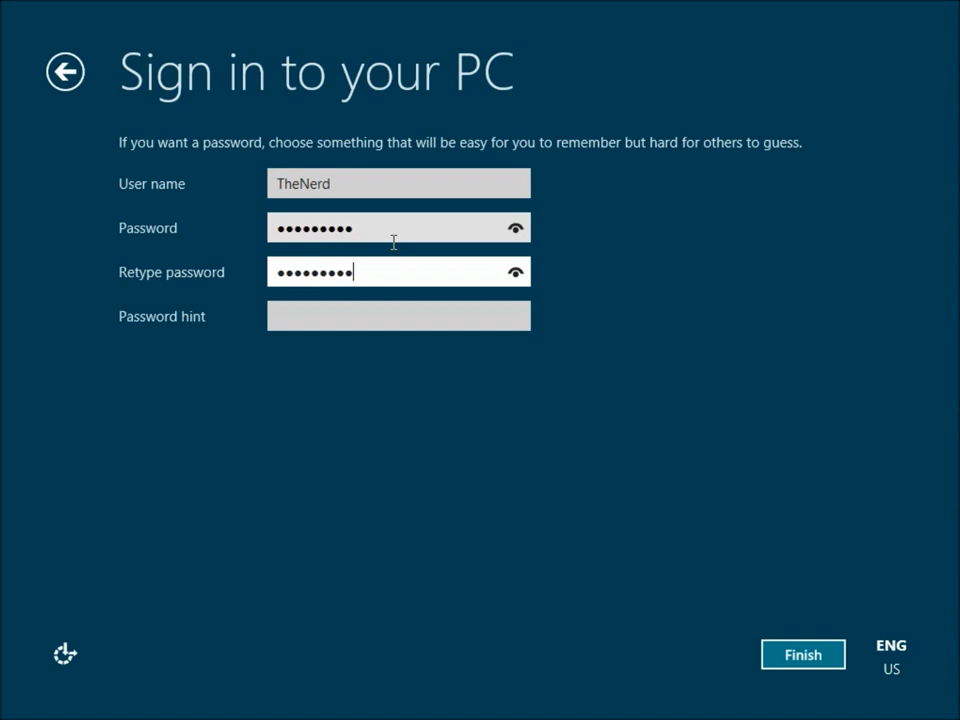 Sign in to your PC
If you want a password, choose something that will be easy for you to remember but hard for others to guess.
User name
TheNerd
Password
●●●●●●●●●
Retype password
●●●●●●●●●
Password hint
Finish
ENG
US